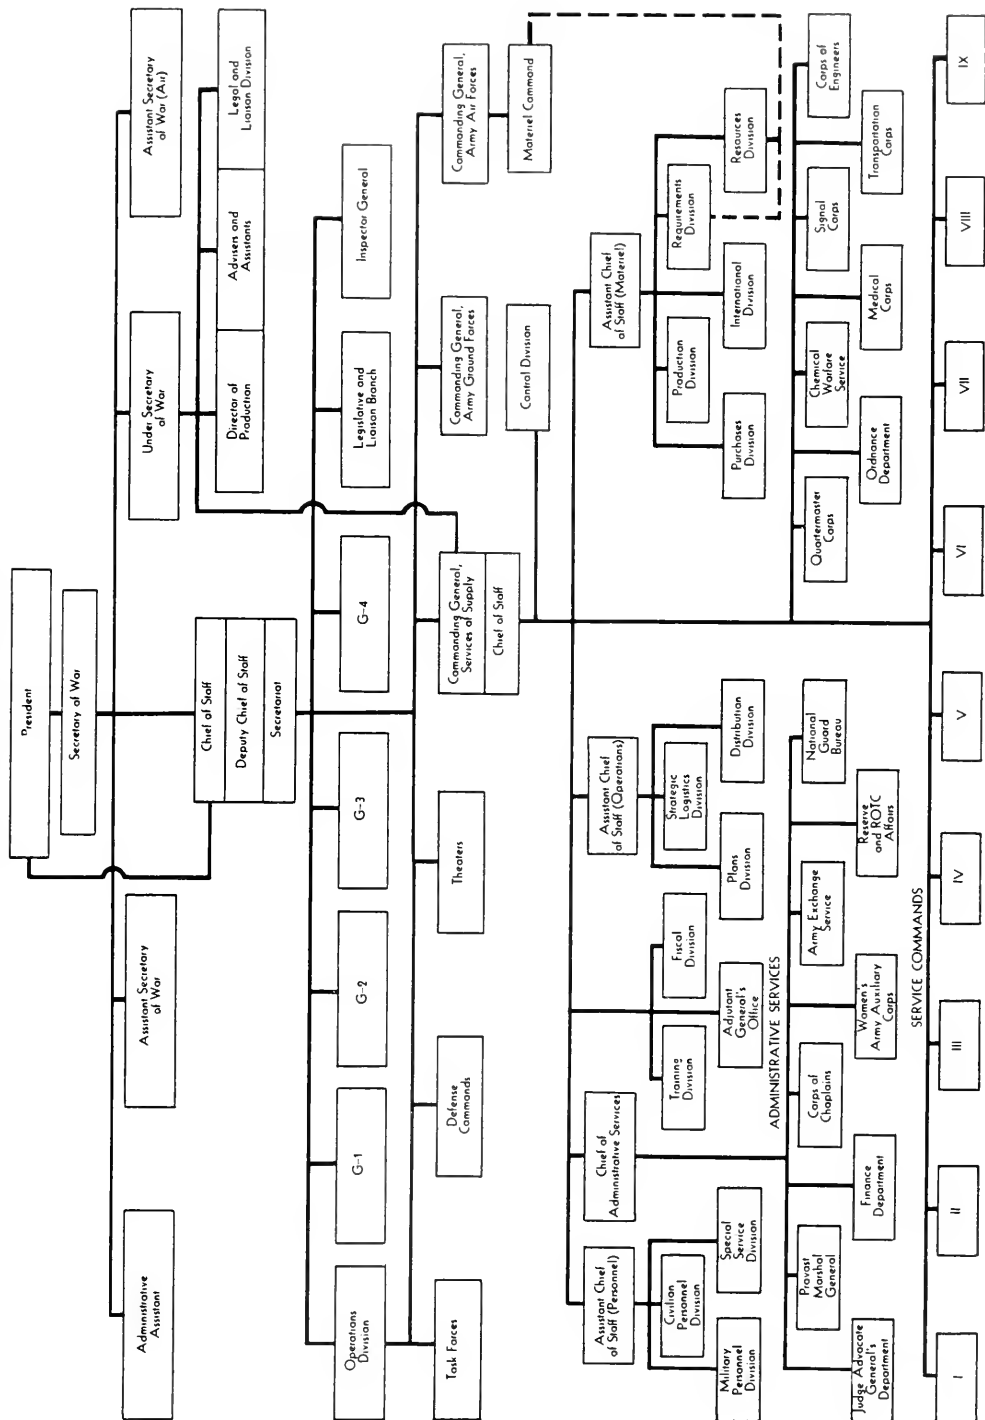 President
Secretary of War
Administrative
Assistant
Assistant Secretary
of War
Under Secretary
of War
Assistant Secretary
of War (Air)
Chief of Staff
Deputy Chief of Staff
Secretariat
Director of
Production
Advisers and
Assistants
Legal and
Liaison Division
Operations
Division
G-1
G-2
G-3
G-4
Legislative and
Liaison Branch
Inspector General
Task Forces
Defense
Commands
Theaters
Commanding General,
Services of Supply
Chief of Staff
Commanding General,
Army Ground Forces
Commanding General,
Army Air Forces
Control Division
Materiel Command
Assistant Chief
of Staff (Personnel)
Chief of
Administrative Services
Assistant Chief
of Staff (Operations)
Assistant Chief
of Staff (Materiel)
Military
Personnel Division
Civilian
Personnel Division
Special
Service Division
Training
Division
Adjutant
General's
Office
Fiscal
Division
Plans
Division
Strategic
Logistics
Division
Distribution
Division
Purchases
Division
Production
Division
International
Division
Requirements
Division
Resources
Division
ADMINISTRATIVE SERVICES
Judge Advocate
General's
Department
Provost
Marshal
General
Finance
Department
Corps of
Chaplains
Women's
Army Auxiliary
Corps
Army Exchange
Service
Reserve
and ROTC
Affairs
National
Guard
Bureau
Quartermaster
Corps
Ordnance
Department
Chemical
Warfare
Service
Medical
Corps
Signal
Corps
Transportation
Corps
Corps of
Engineers
SERVICE COMMANDS
I
II
III
IV
V
VI
VII
VIII
IX